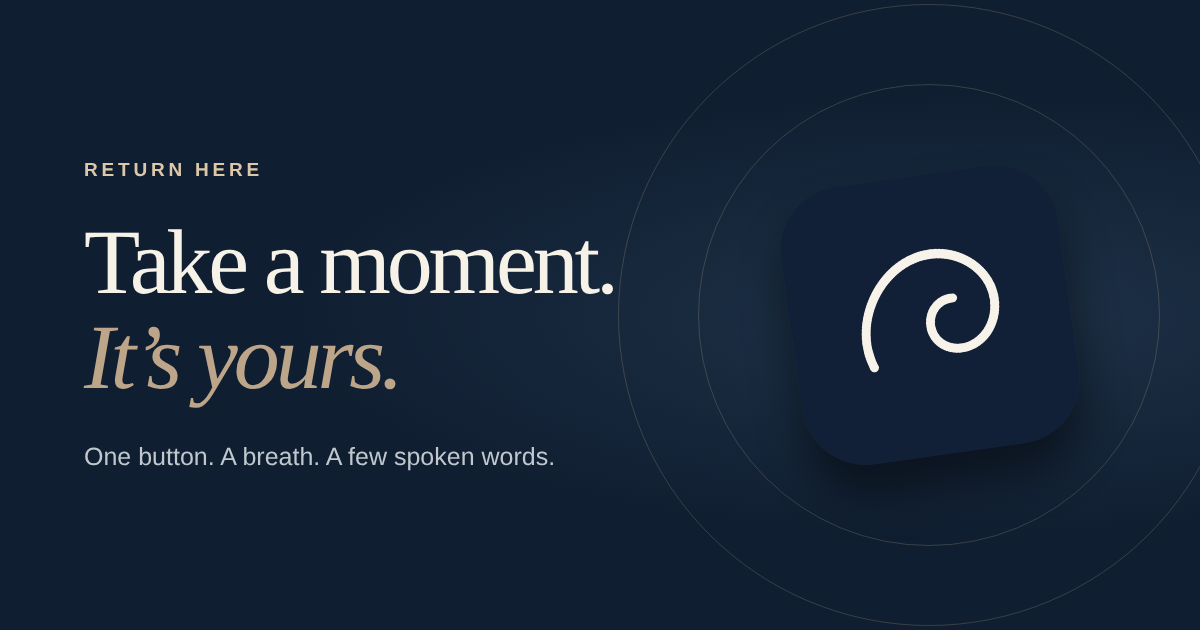 RETURN HERE
Take a moment.
It’s yours.
One button. A breath. A few spoken words.